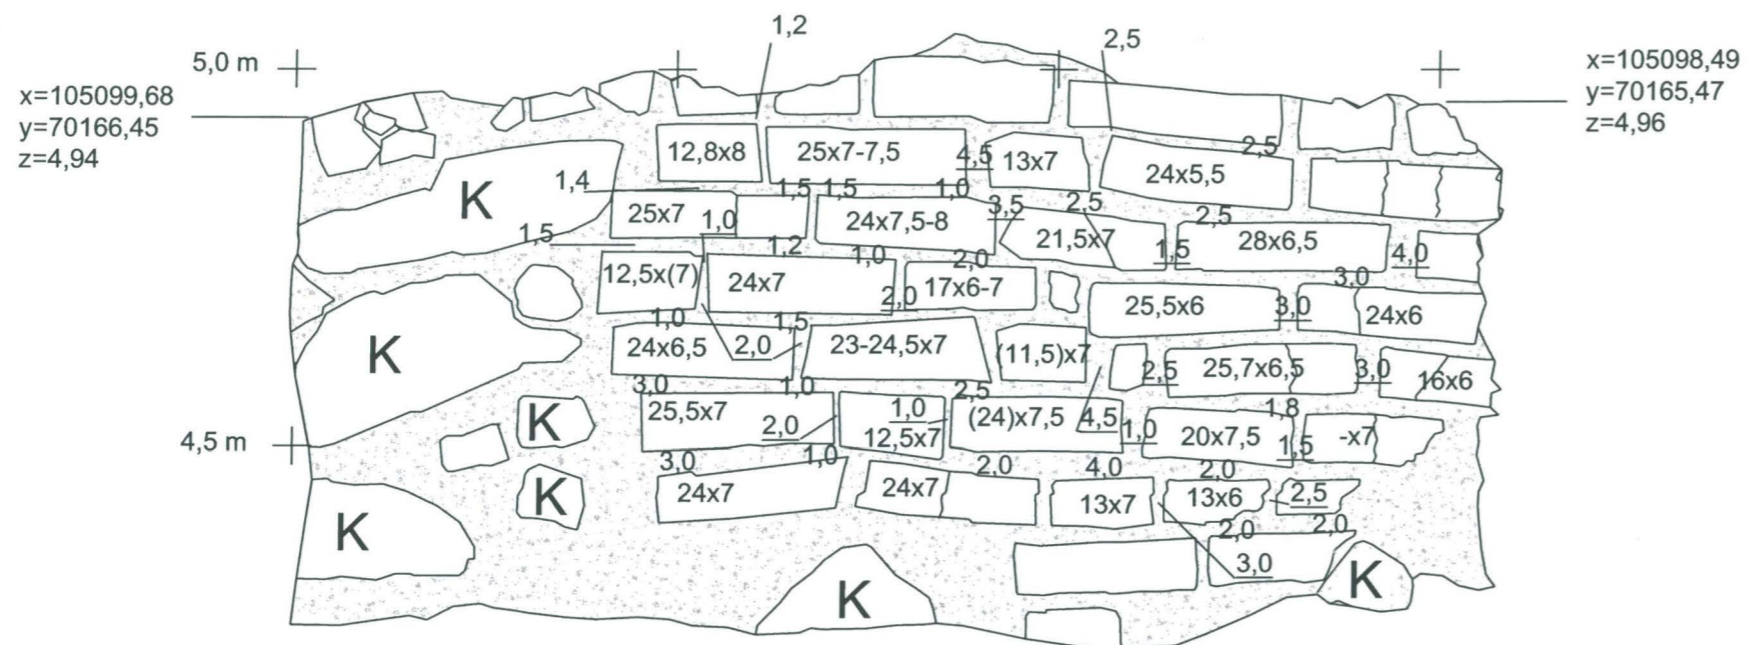 1,2
2,5
5,0 m
x=105099,68
y=70166,45
z=4,94
x=105098,49
y=70165,47
z=4,96
12,8x8
25x7-7,5
4,5
13x7
2,5
24x5,5
K
1,4
1,5
1,5
1,0
25x7
1,0
24x7,5-8
3,5
2,5
2,5
21,5x7
28x6,5
1,5
1,2
1,0
2,0
1,5
4,0
12,5x(7)
24x7
2,0
17x6-7
3,0
25,5x6
3,0
24x6
1,0
1,5
K
24x6,5
2,0
23-24,5x7
(11,5)x7
2,5
25,7x6,5
3,0
16x6
3,0
1,0
2,5
1,8
K
25,5x7
2,0
1,0
12,5x7
(24)x7,5
4,5
1,0
20x7,5
1,5
-x7
4,5 m
3,0
1,0
2,0
4,0
2,0
K
24x7
24x7
13x7
13x6
2,5
K
2,0
2,0
3,0
K
K